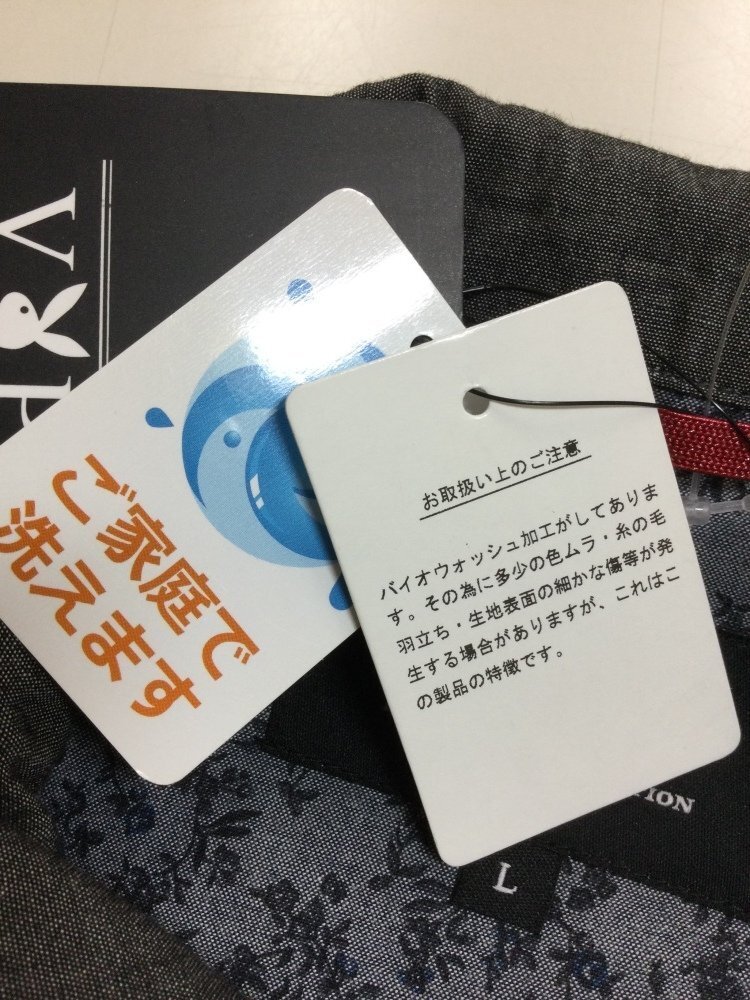 ご家庭で
洗えます
お取扱い上のご注意
バイオウォッシュ加工がしてありま
す。その為に多少の色ムラ・糸の毛
羽立ち・生地表面の細かな傷等が発
生する場合がありますが、これはこ
の製品の特徴です。
TION
L